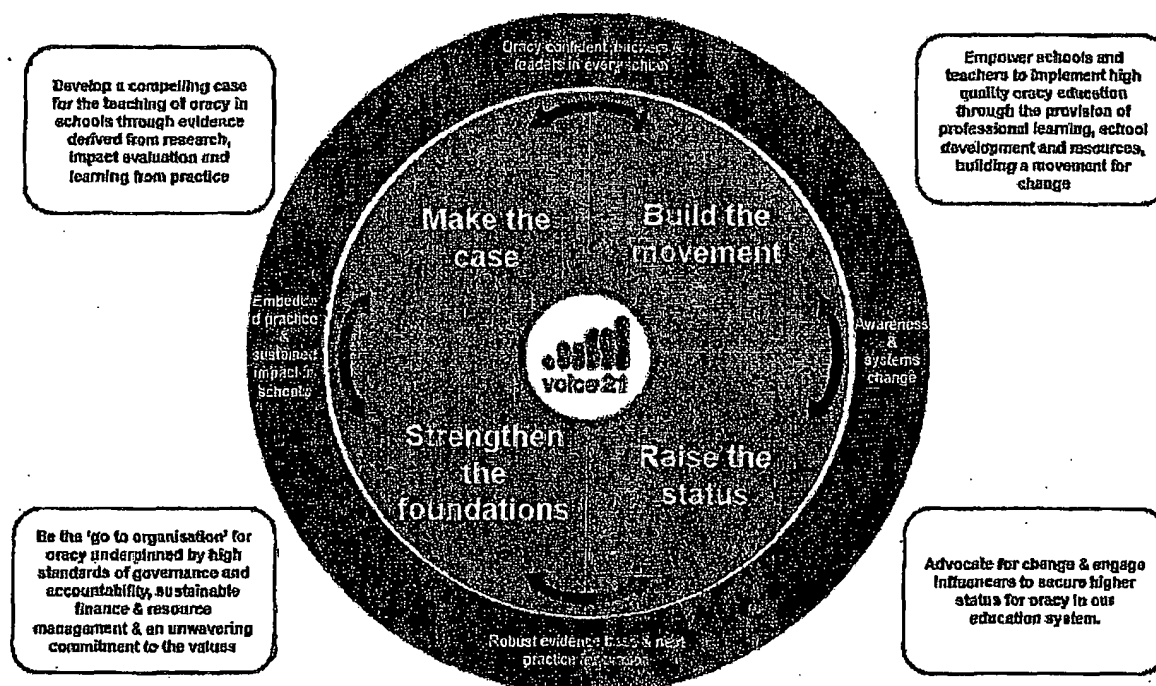 Oracy confident teachers &
leaders in every school
Develop a compelling case
for the teaching of oracy in
schools through evidence
derived from research,
impact evaluation and
learning from practice
Empower schools and
teachers to implement high
quality oracy education
through the provision of
professional learning, school
development and resources,
building a movement for
change
Make the
case
Build the
movement
Embedde
d practice
&
sustained
impact in
schools
voice 21
Awareness
&
systems
change
Strengthen
the
foundations
Raise the
status
Be the 'go to organisation' for
oracy underpinned by high
standards of governance and
accountability, sustainable
finance & resource
management & an unwavering
commitment to the values
Advocate for change & engage
influencers to secure higher
status for oracy in our
education system.
Robust evidence base & next
practice